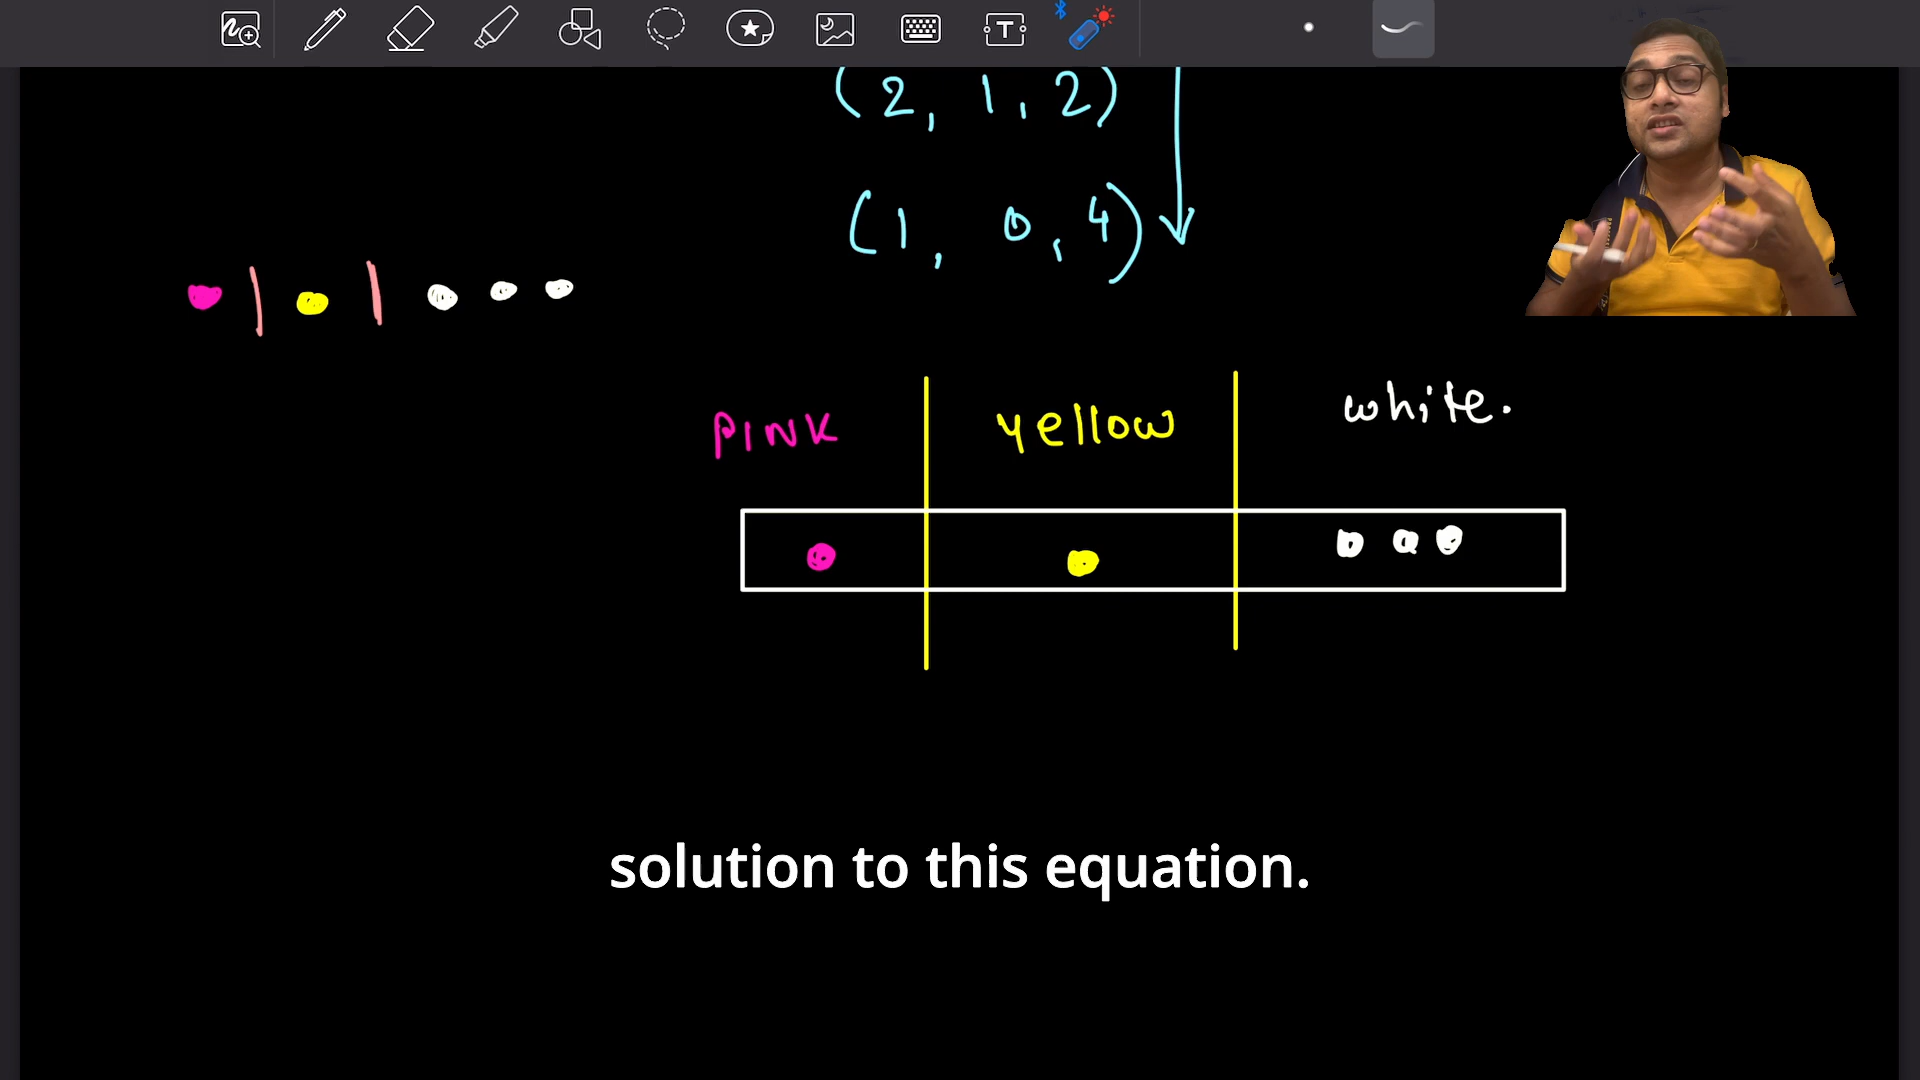 (2, 1, 2)
(1, 0, 4)
PINK yellow white.
solution to this equation.